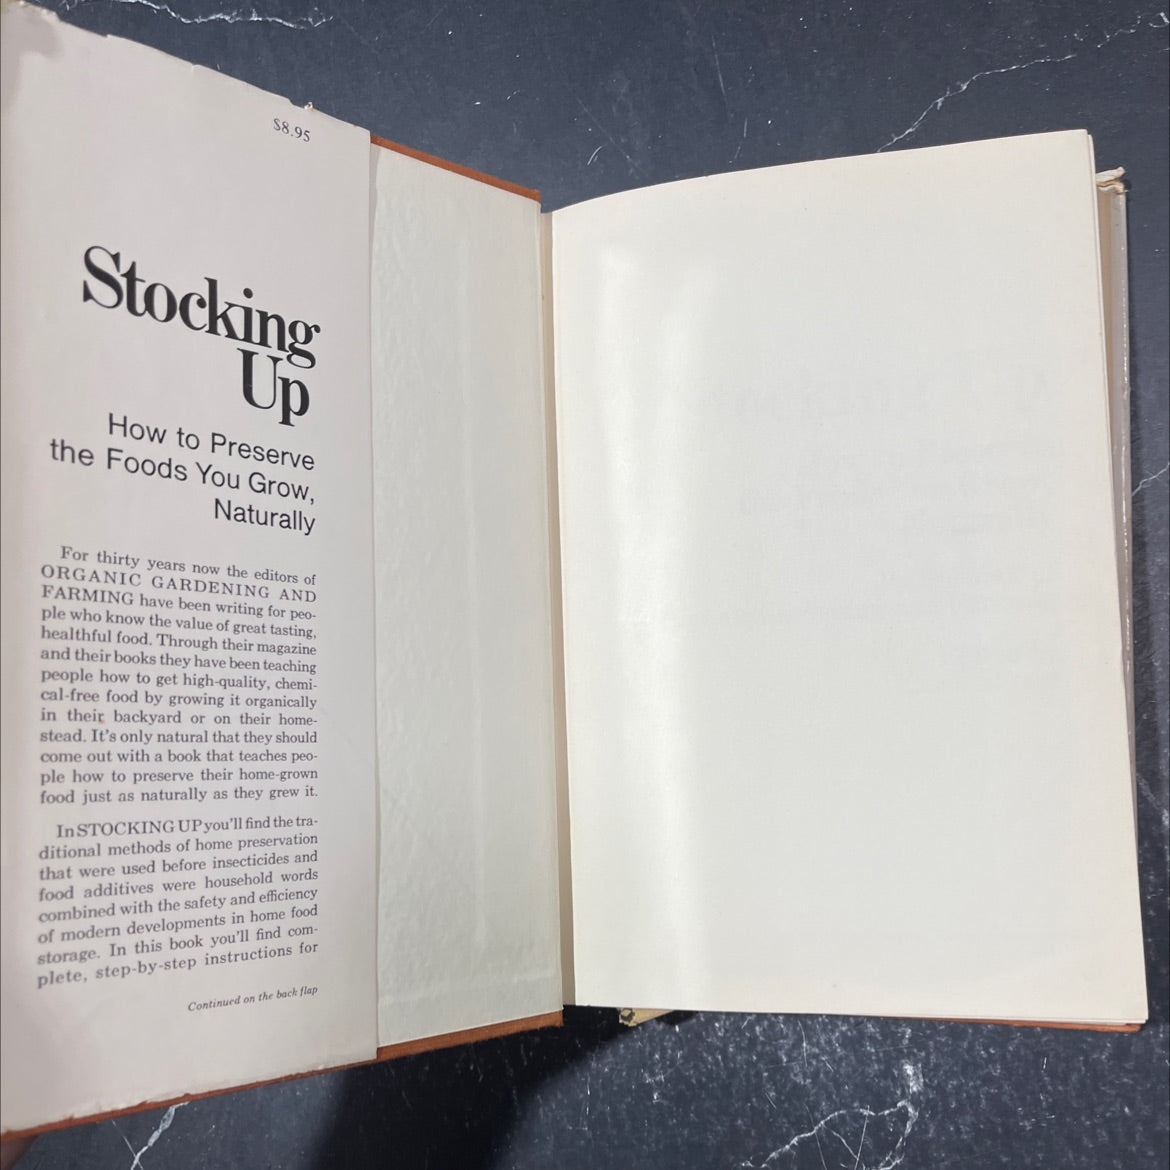 $8.95
Stocking
Up
How to Preserve
the Foods You Grow,
Naturally
For thirty years now the editors of
ORGANIC GARDENING AND
FARMING have been writing for peo-
ple who know the value of great tasting,
healthful food. Through their magazine
and their books they have been teaching
people how to get high-quality, chemi-
cal-free food by growing it organically
in their backyard or on their home-
stead. It's only natural that they should
come out with a book that teaches peo-
ple how to preserve their home-grown
food just as naturally as they grew it.
In STOCKING UP you'll find the tra-
ditional methods of home preservation
that were used before insecticides and
food additives were household words
combined with the safety and efficiency
of modern developments in home food
storage. In this book you'll find com-
plete, step-by-step instructions for
Continued on the back flap